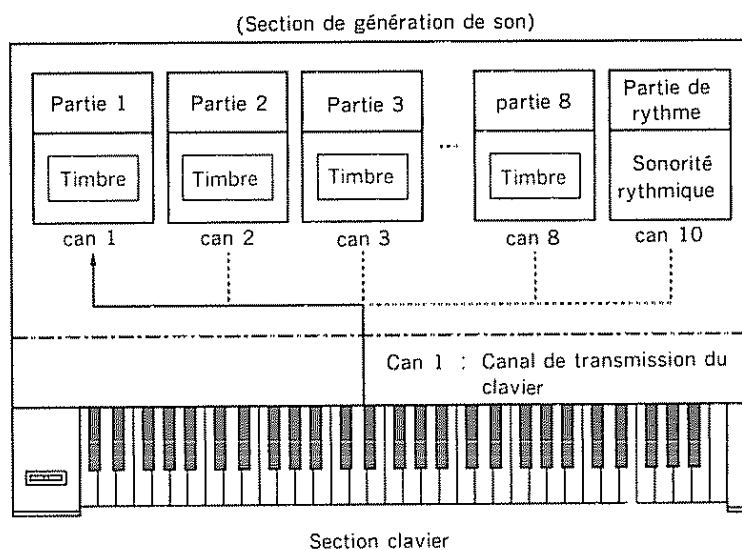 (Section de génération de son)
Partie 1
Partie 2
Partie 3
partie 8
Partie de
rythme
...
Timbre
Timbre
Timbre
Timbre
Sonorité
rythmique
can 1
can 2
can 3
can 8
can 10
Can 1 : Canal de transmission du
clavier
Section clavier